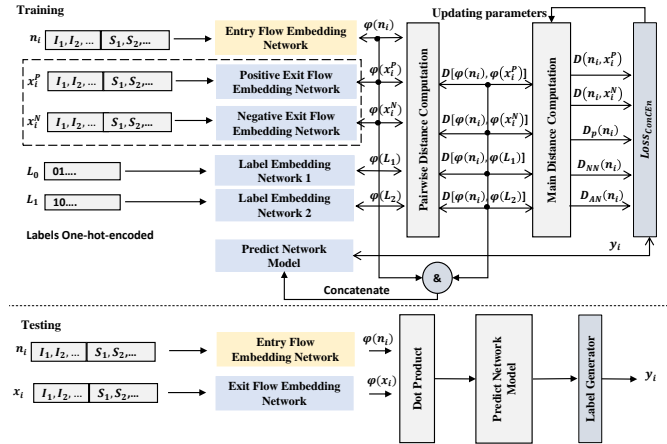 Training
Updating parameters
n_i
I_1, I_2, ... S_1, S_2,...
Entry Flow Embedding
Network
φ(n_i)
x_i^P
I_1, I_2, ... S_1, S_2,...
Positive Exit Flow
Embedding Network
φ(x_i^P)
x_i^N
I_1, I_2, ... S_1, S_2,...
Negative Exit Flow
Embedding Network
φ(x_i^N)
L_0
01....
Label Embedding
Network 1
φ(L_1)
L_1
10....
Label Embedding
Network 2
φ(L_2)
Labels One-hot-encoded
Pairwise Distance Computation
D[φ(n_i), φ(x_i^P)]
D[φ(n_i), φ(x_i^N)]
D[φ(n_i), φ(L_1)]
D[φ(n_i), φ(L_2)]
Main Distance Computation
D(n_i, x_i^P)
D(n_i, x_i^N)
D_p(n_i)
D_NN(n_i)
D_AN(n_i)
Loss_ConCEn
Predict Network
Model
y_i
&
Concatenate
Testing
n_i
I_1, I_2, ... S_1, S_2,...
Entry Flow
Embedding Network
φ(n_i)
x_i
I_1, I_2, ... S_1, S_2,...
Exit Flow Embedding
Network
φ(x_i)
Dot Product
Predict Network
Model
Label Generator
y_i